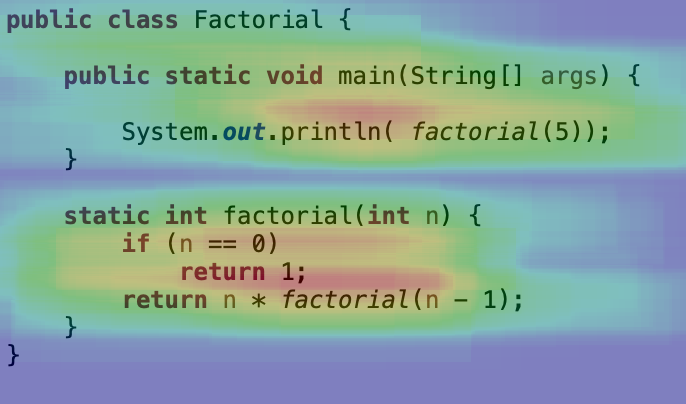 public class Factorial {
public static void main(String[] args) {
System.out.println( factorial(5));
}
static int factorial(int n) {
if (n == 0)
return 1;
return n * factorial(n - 1);
}
}